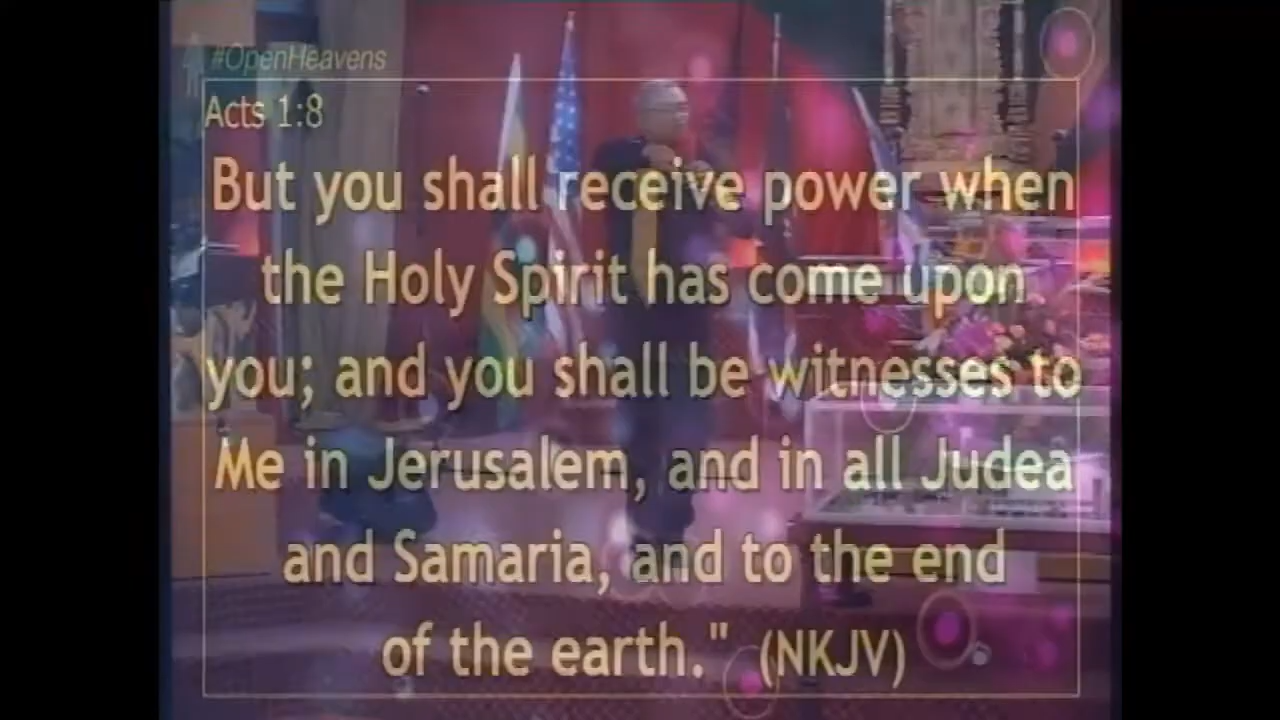 #OpenHeavens
Acts 1:8
But you shall receive power when
the Holy Spirit has come upon
you; and you shall be witnesses to
Me in Jerusalem, and in all Judea
and Samaria, and to the end
of the earth." (NKJV)